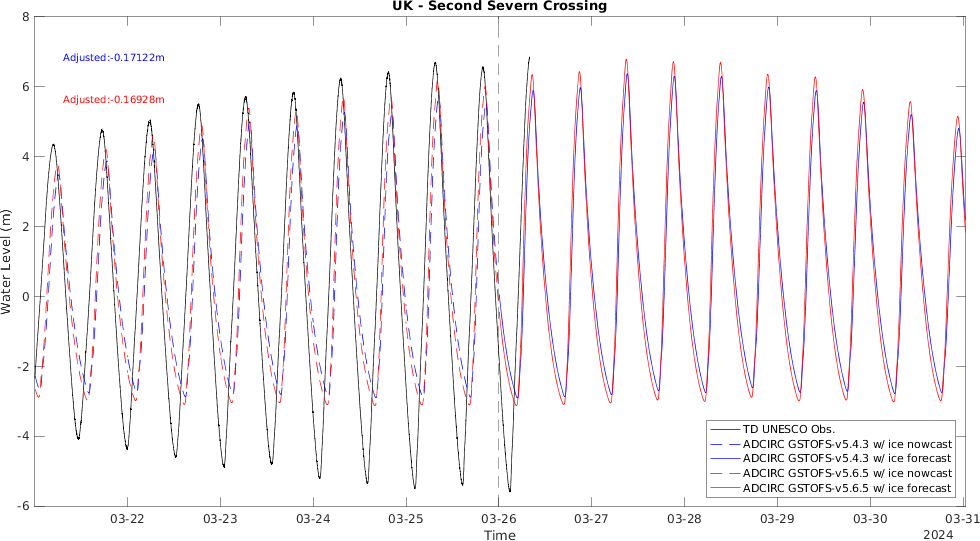 UK - Second Severn Crossing
Adjusted:-0.17122m
Adjusted:-0.16928m
8
6
4
2
0
-2
-4
-6
Water Level (m)
03-22 03-23 03-24 03-25 03-26 03-27 03-28 03-29 03-30 03-31
Time
2024
TD UNESCO Obs.
ADCIRC GSTOFS-v5.4.3 w/ ice nowcast
ADCIRC GSTOFS-v5.4.3 w/ ice forecast
ADCIRC GSTOFS-v5.6.5 w/ ice nowcast
ADCIRC GSTOFS-v5.6.5 w/ ice forecast